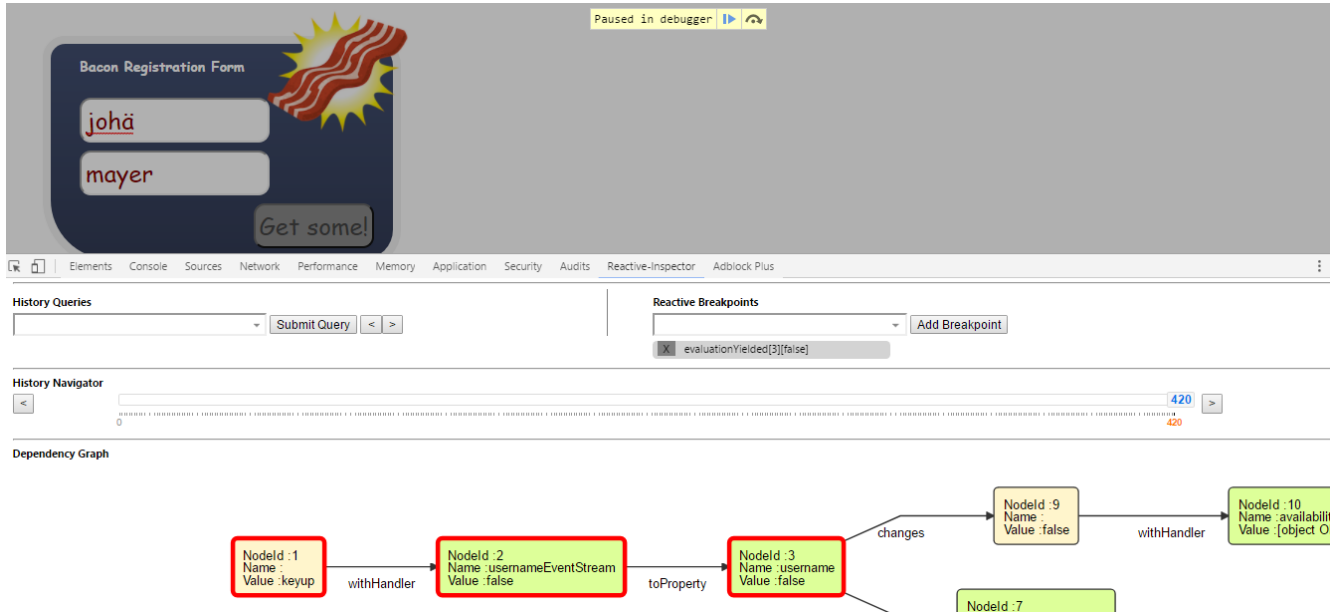 Paused in debugger
Bacon Registration Form
johä
mayer
Get some!
Elements Console Sources Network Performance Memory Application Security Audits Reactive-Inspector Adblock Plus
History Queries
Submit Query < >
Reactive Breakpoints
Add Breakpoint
X evaluationYielded[3][false]
History Navigator
<
420
>
0
420
Dependency Graph
NodeId :1
Name :
Value :keyup
withHandler
NodeId :2
Name :usernameEventStream
Value :false
toProperty
NodeId :3
Name :username
Value :false
changes
NodeId :9
Name :
Value :false
withHandler
NodeId :10
Name :availabilit
Value :[object O
NodeId :7